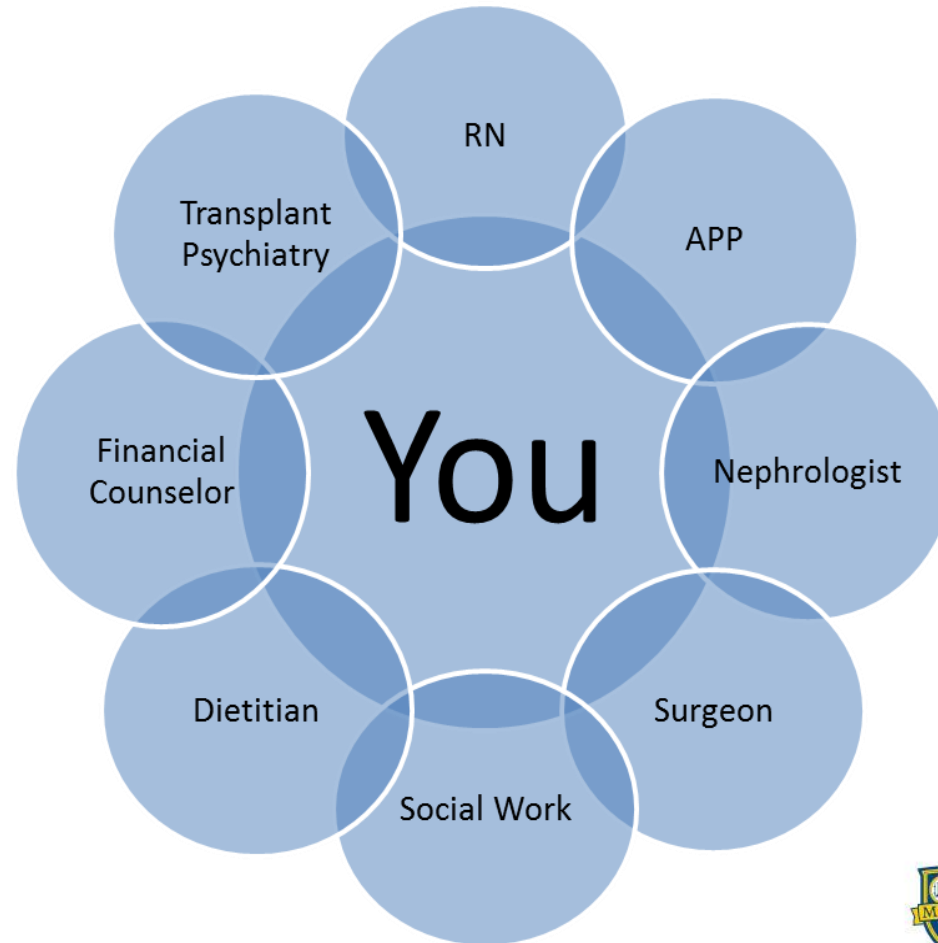 RN
APP
Nephrologist
Surgeon
Social Work
Dietitian
Financial
Counselor
Transplant
Psychiatry
You